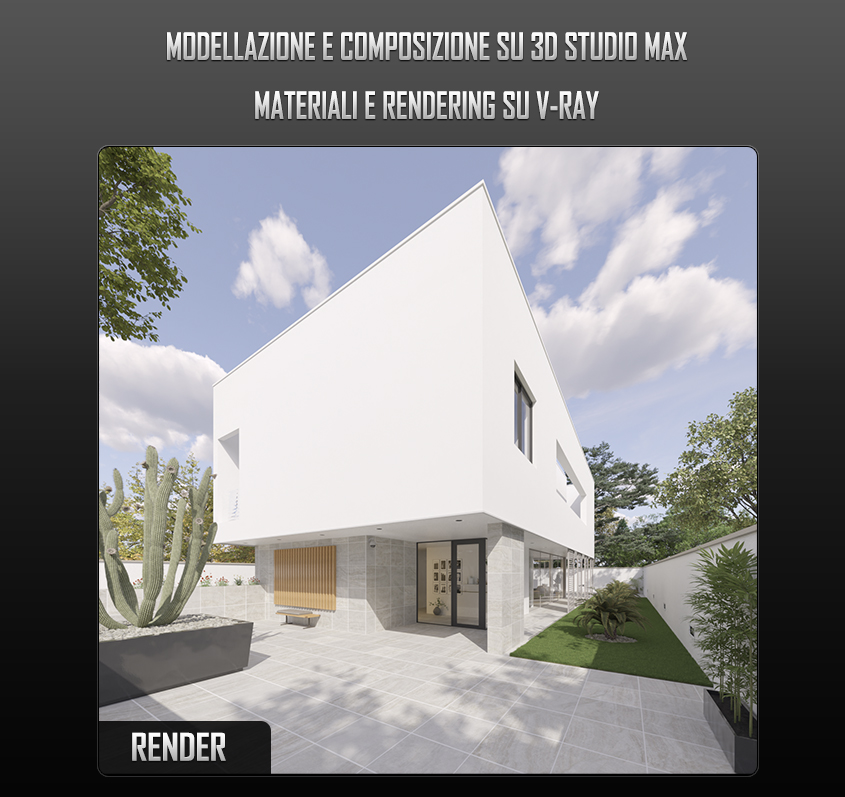 MODELLAZIONE E COMPOSIZIONE SU 3D STUDIO MAX
MATERIALI E RENDERING SU V-RAY
RENDER